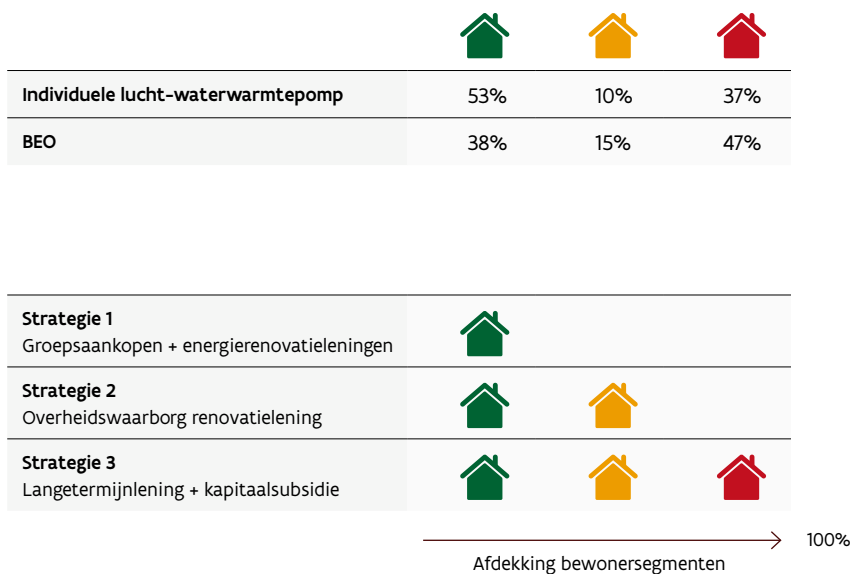 Individuele lucht-waterwarmtepomp 53% 10% 37%
BEO 38% 15% 47%
Strategie 1
Groepsaankopen + energierenovatieleningen
Strategie 2
Overheidswaarborg renovatielening
Strategie 3
Langetermijnlening + kapitaalsubsidie
100%
Afdekking bewonersegmenten